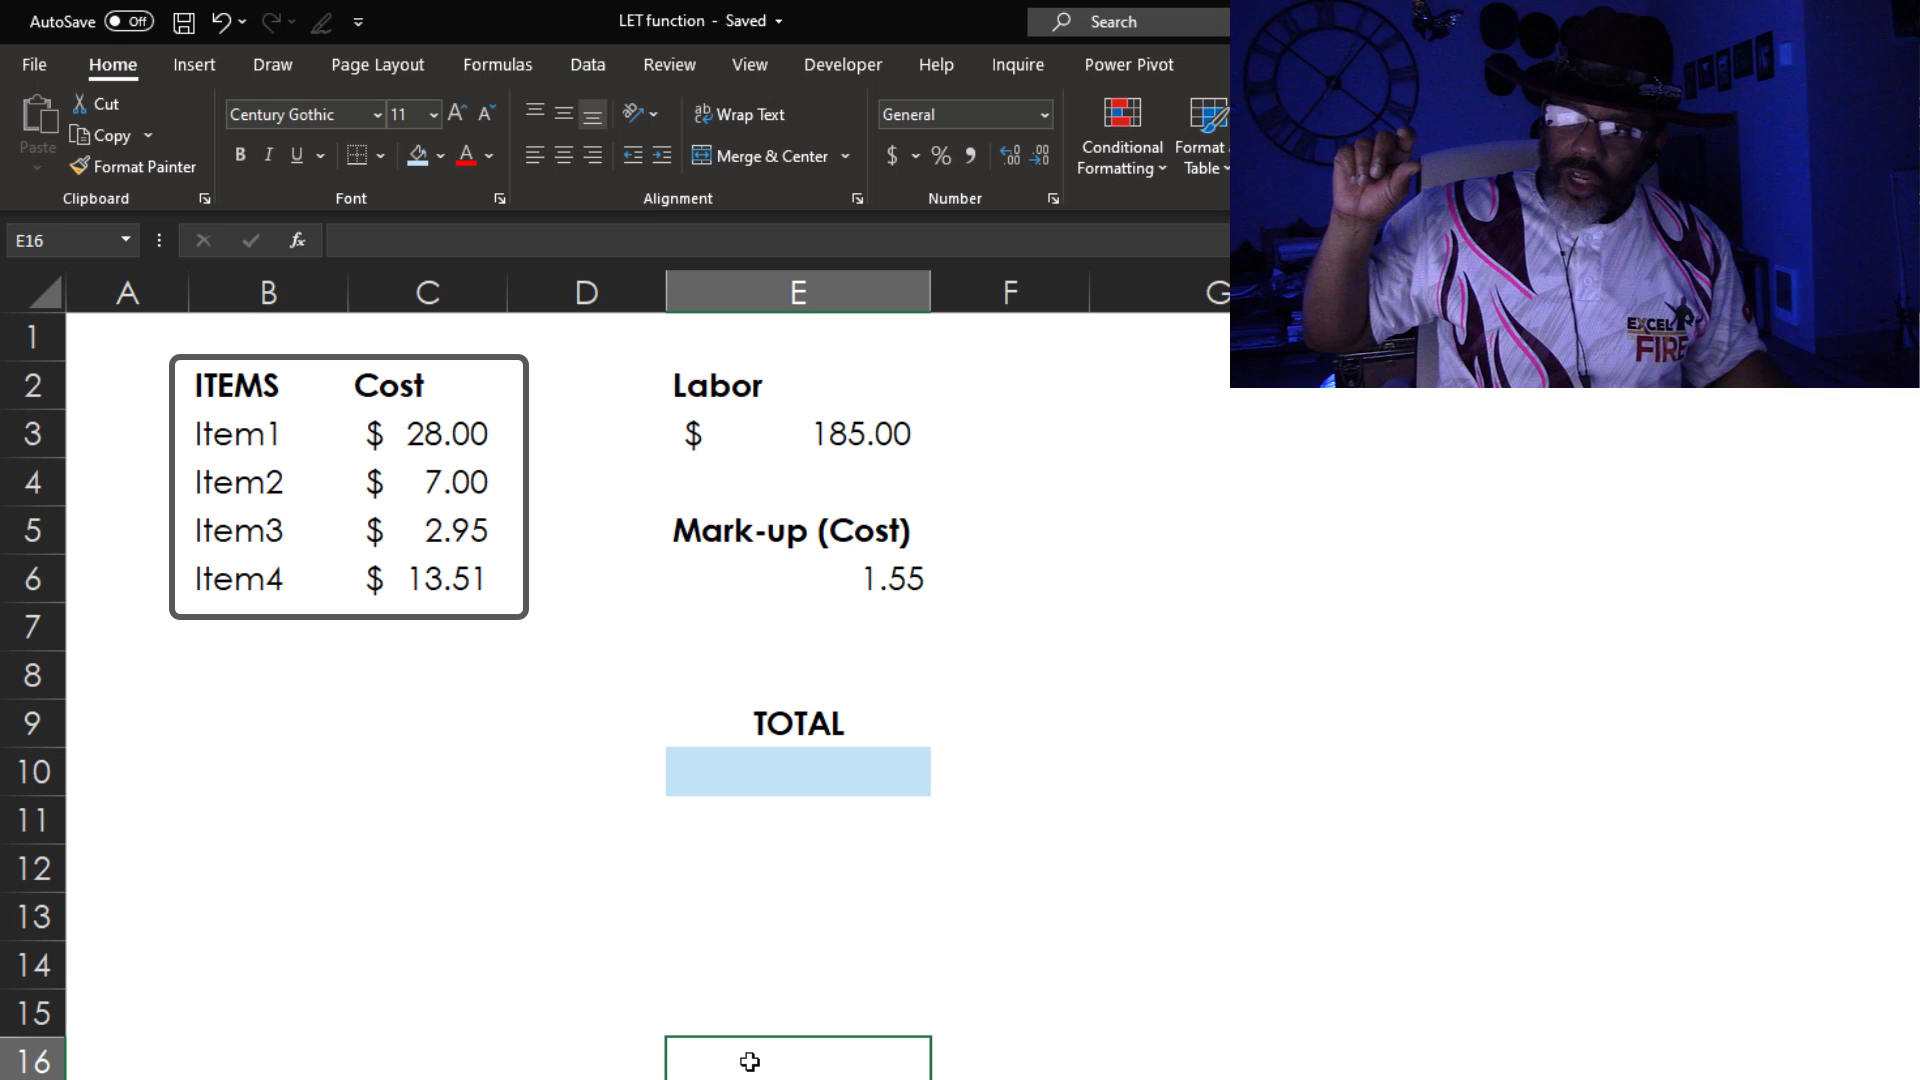 AutoSave Off LET function - Saved Search
File Home Insert Draw Page Layout Formulas Data Review View Developer Help Inquire Power Pivot
Paste Cut Copy Format Painter Clipboard
Century Gothic 11 A A B I U A Font
ab Wrap Text Merge & Center Alignment
General $ % , .00 .00 Number
Conditional Formatting Format Table
E16 fx
A B C D E F G
1
2 ITEMS Cost Labor
3 Item1 $ 28.00 $ 185.00
4 Item2 $ 7.00
5 Item3 $ 2.95 Mark-up (Cost)
6 Item4 $ 13.51 1.55
7
8
9 TOTAL
10
11
12
13
14
15
16
EXCEL
FIRE